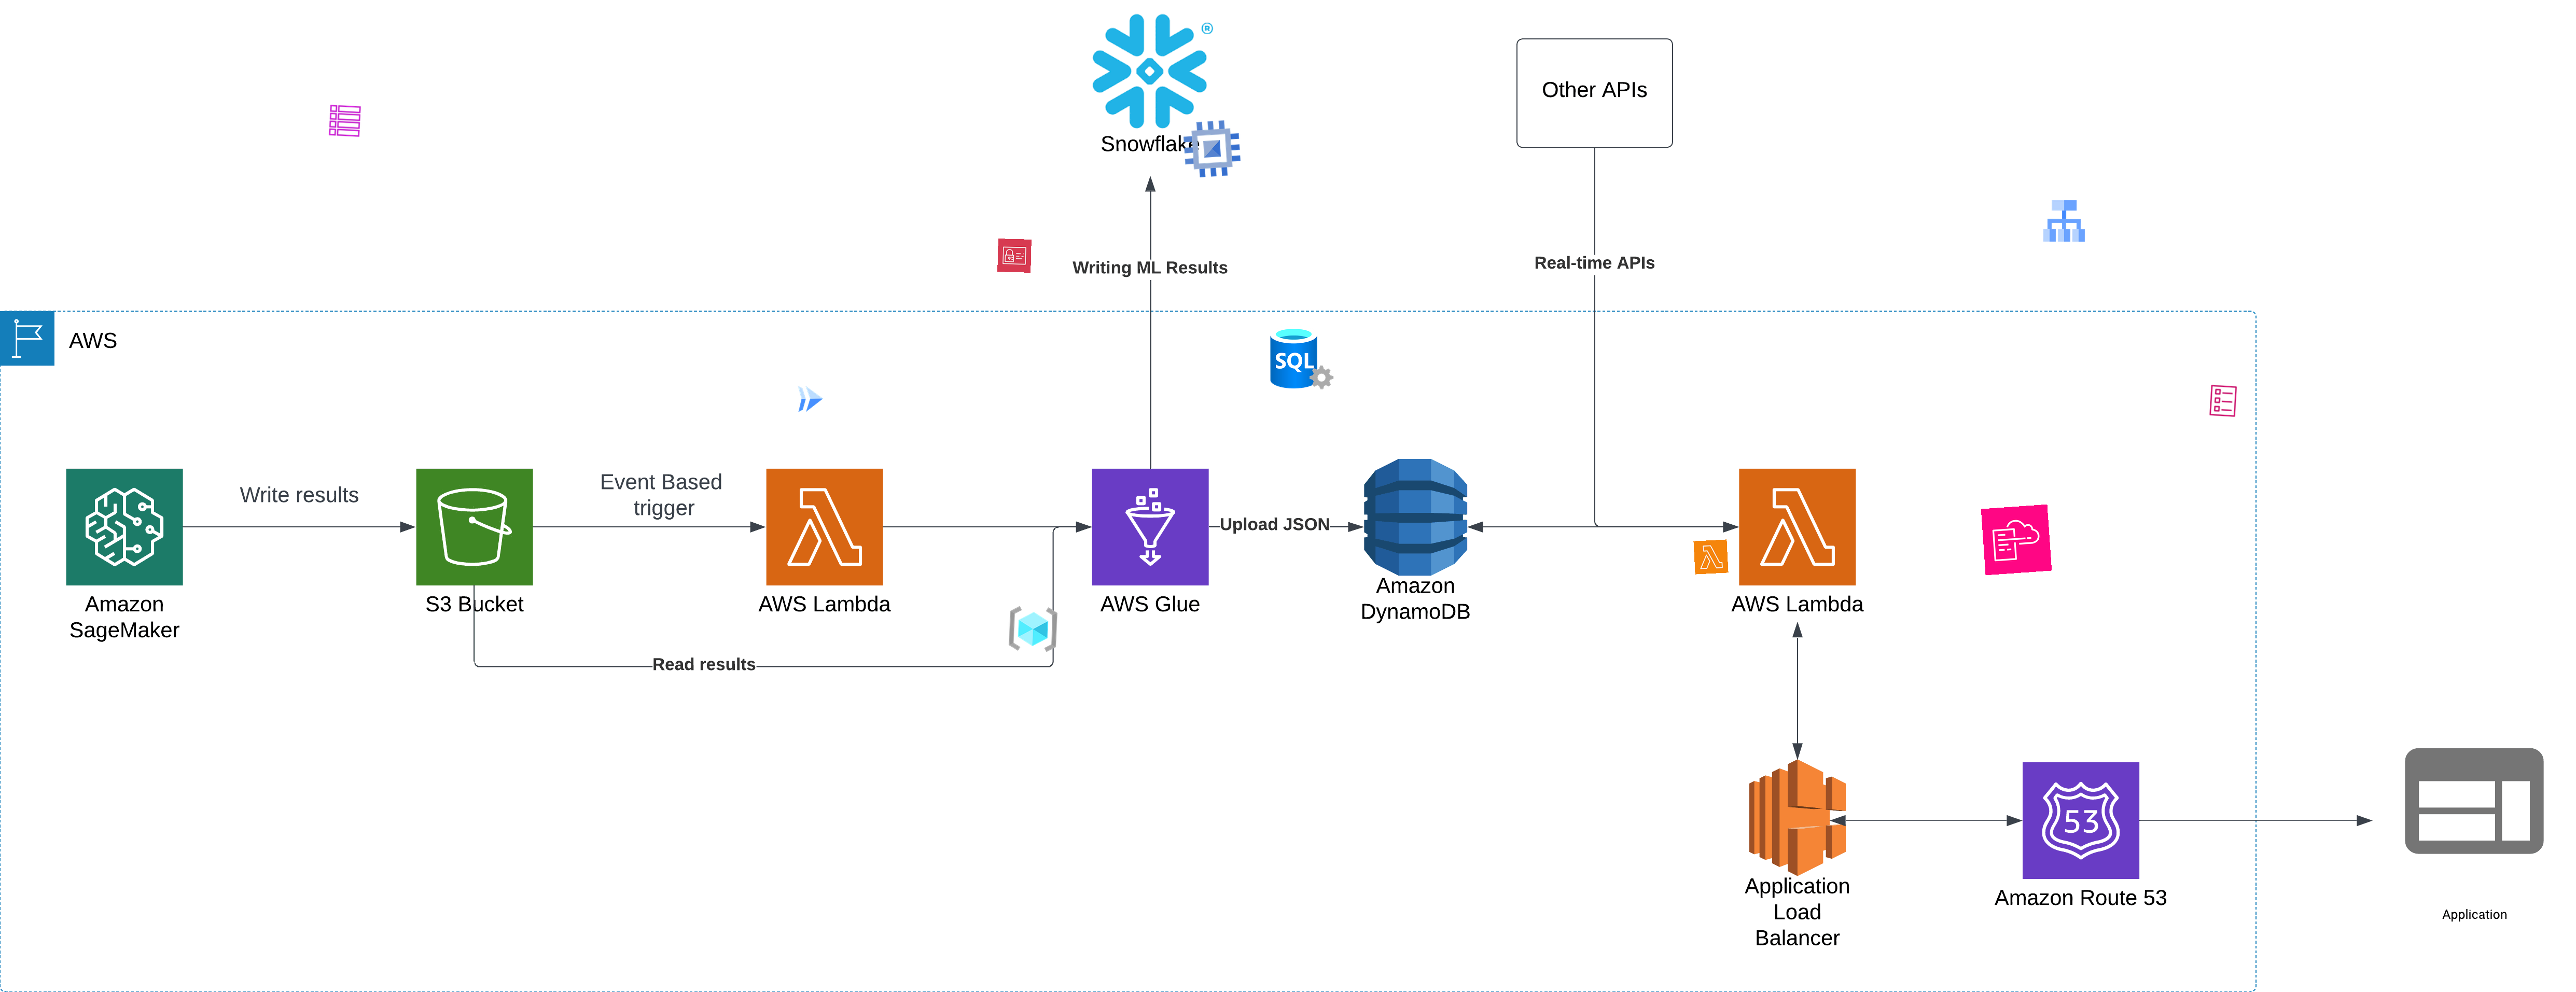 ®
Snowflake
Other APIs
Writing ML Results
Real-time APIs
AWS
SQL
Write results
Event Based
trigger
Upload JSON
Amazon
SageMaker
S3 Bucket
AWS Lambda
AWS Glue
Amazon
DynamoDB
AWS Lambda
Read results
53
Application
Load
Balancer
Amazon Route 53
Application